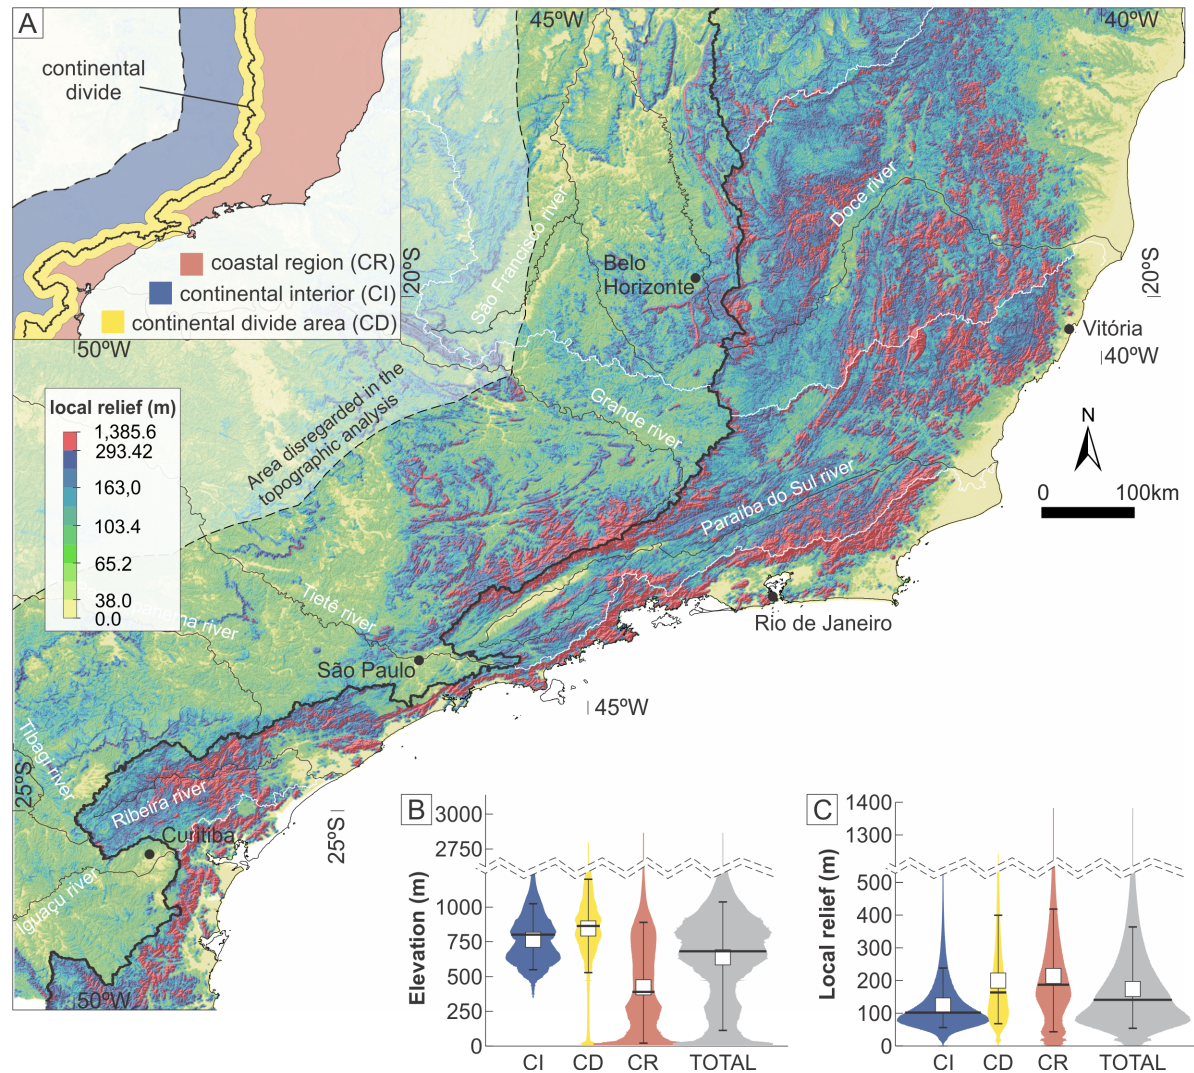 A
continental
divide
coastal region (CR)
continental interior (CI)
continental divide area (CD)
50ºW
45ºW
40ºW
20ºS
20ºS
São Francisco river
Doce river
Belo
Horizonte
Vitória
40ºW
local relief (m)
1,385.6
293.42
163,0
103.4
65.2
38.0
0.0
Area disregarded in the
topographic analysis
Grande river
Paraíba do Sul river
N
0 100km
Tietê river
river
São Paulo
Rio de Janeiro
45ºW
Tibagi river
25ºS
Ribeira river
Curitiba
25ºS
Iguaçu river
50ºW
B
Elevation (m)
3000
2750
1000
750
500
250
0
CI CD CR TOTAL
C
Local relief (m)
1400
1300
500
400
300
200
100
0
CI CD CR TOTAL